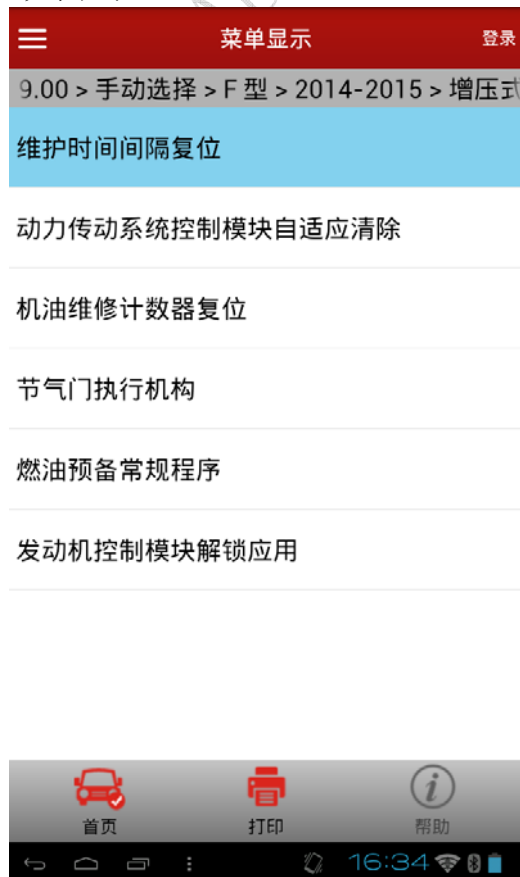 菜单显示
登录
9.00 > 手动选择 > F 型 > 2014-2015 > 增压式
维护时间间隔复位
动力传动系统控制模块自适应清除
机油维修计数器复位
节气门执行机构
燃油预备常规程序
发动机控制模块解锁应用
首页
打印
帮助
16:34